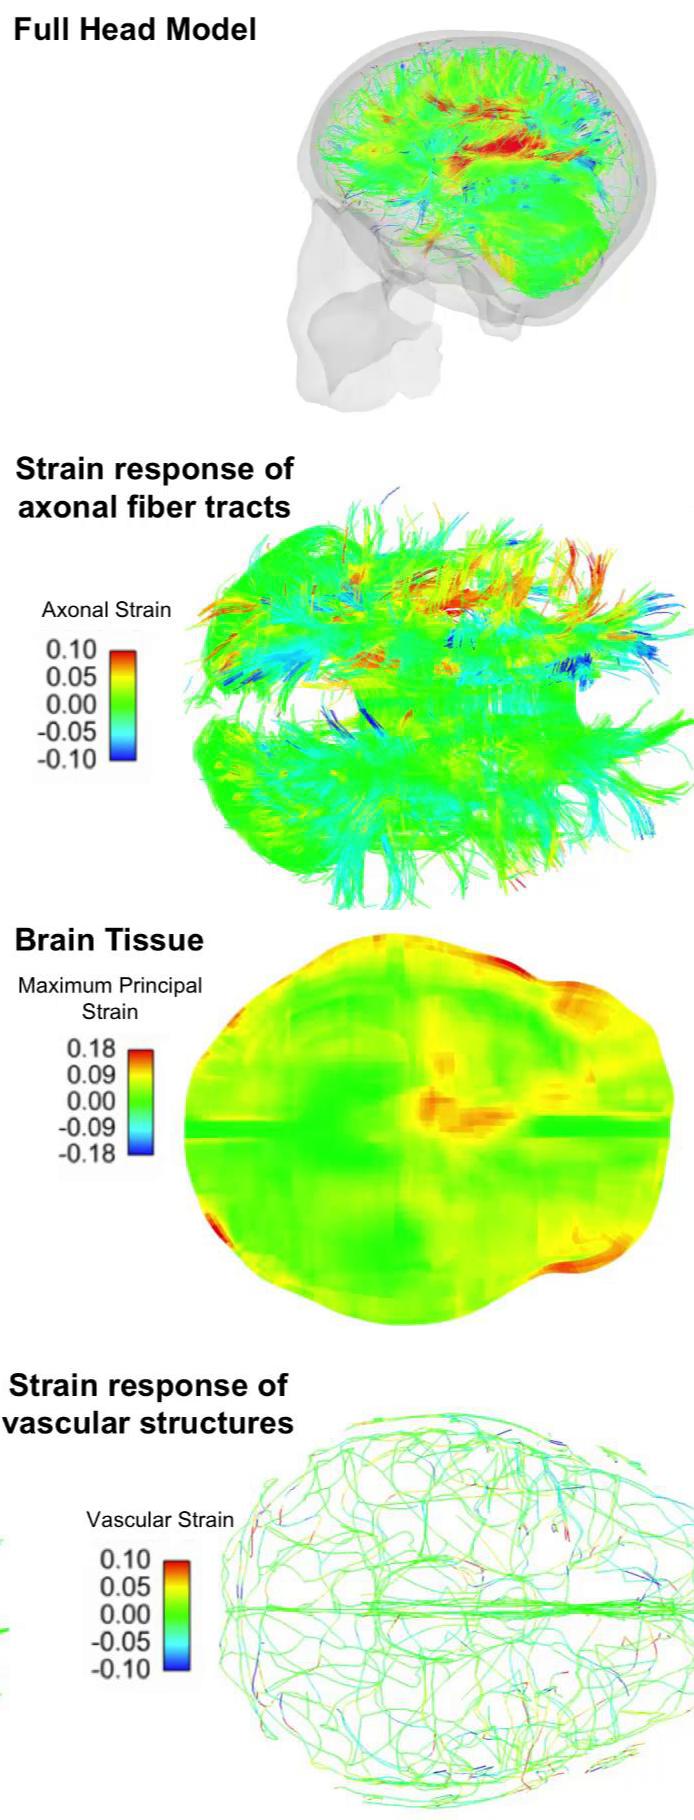 Full Head Model
Strain response of
axonal fiber tracts
Axonal Strain
0.10
0.05
0.00
-0.05
-0.10
Brain Tissue
Maximum Principal
Strain
0.18
0.09
0.00
-0.09
-0.18
Strain response of
vascular structures
Vascular Strain
0.10
0.05
0.00
-0.05
-0.10